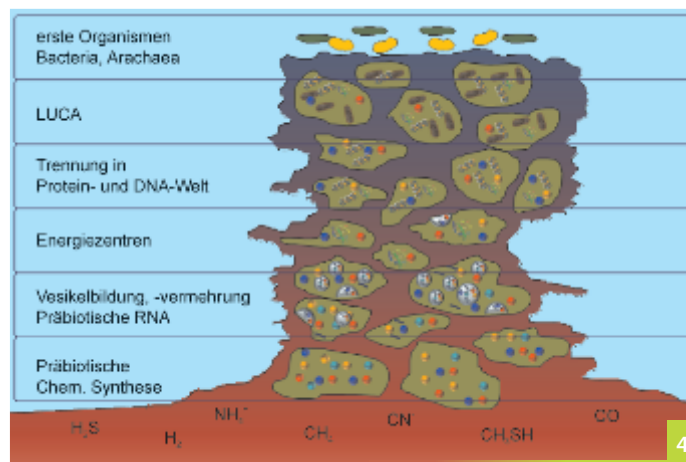 erste Organismen
Bacteria, Arachaea
LUCA
Trennung in
Protein- und DNA-Welt
Energiezentren
Vesikelbildung, -vermehrung
Präbiotische RNA
Präbiotische
Chem. Synthese
H₂S
H₂
NH₄⁺
CH₂
CN⁻
CH₃SH
CO
4